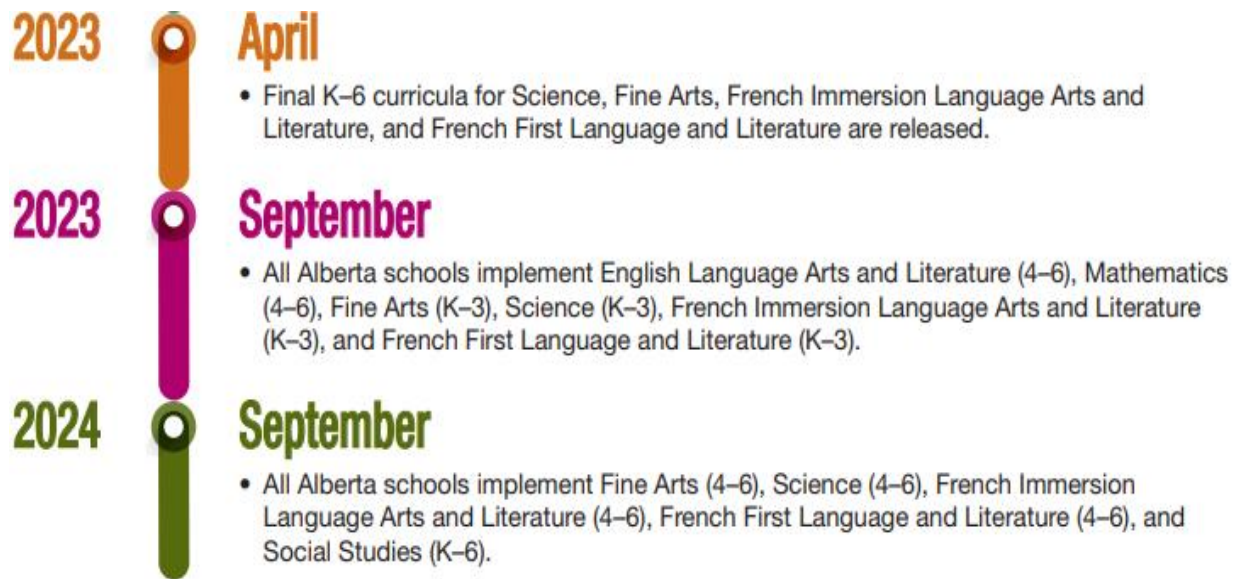 2023 April
• Final K–6 curricula for Science, Fine Arts, French Immersion Language Arts and
Literature, and French First Language and Literature are released.
2023 September
• All Alberta schools implement English Language Arts and Literature (4–6), Mathematics
(4–6), Fine Arts (K–3), Science (K–3), French Immersion Language Arts and Literature
(K–3), and French First Language and Literature (K–3).
2024 September
• All Alberta schools implement Fine Arts (4–6), Science (4–6), French Immersion
Language Arts and Literature (4–6), French First Language and Literature (4–6), and
Social Studies (K–6).